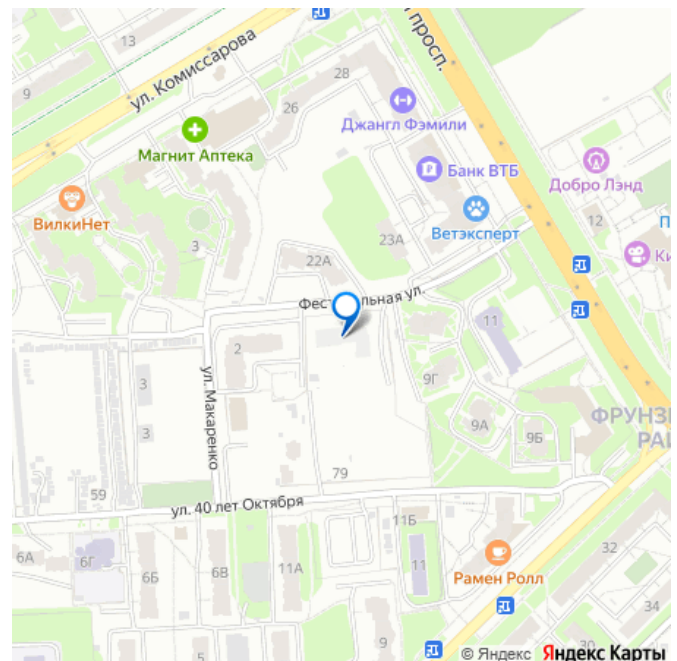 13
9
ул. Комиссарова
просп.
28
26
Джангл Фэмили
Магнит Аптека
Банк ВТБ
Добро Лэнд
ВилкиНет
3
Ветэксперт
12
23А
22А
Фестивальная ул.
11
2
9Г
3
ул. Макаренко
9А
9Б
3
79
59
ул. 40 лет Октября
11Б
6А
6Г
6Б
6В
11А
11
Рамен Ролл
32
34
9
30
© Яндекс Яндекс Карты